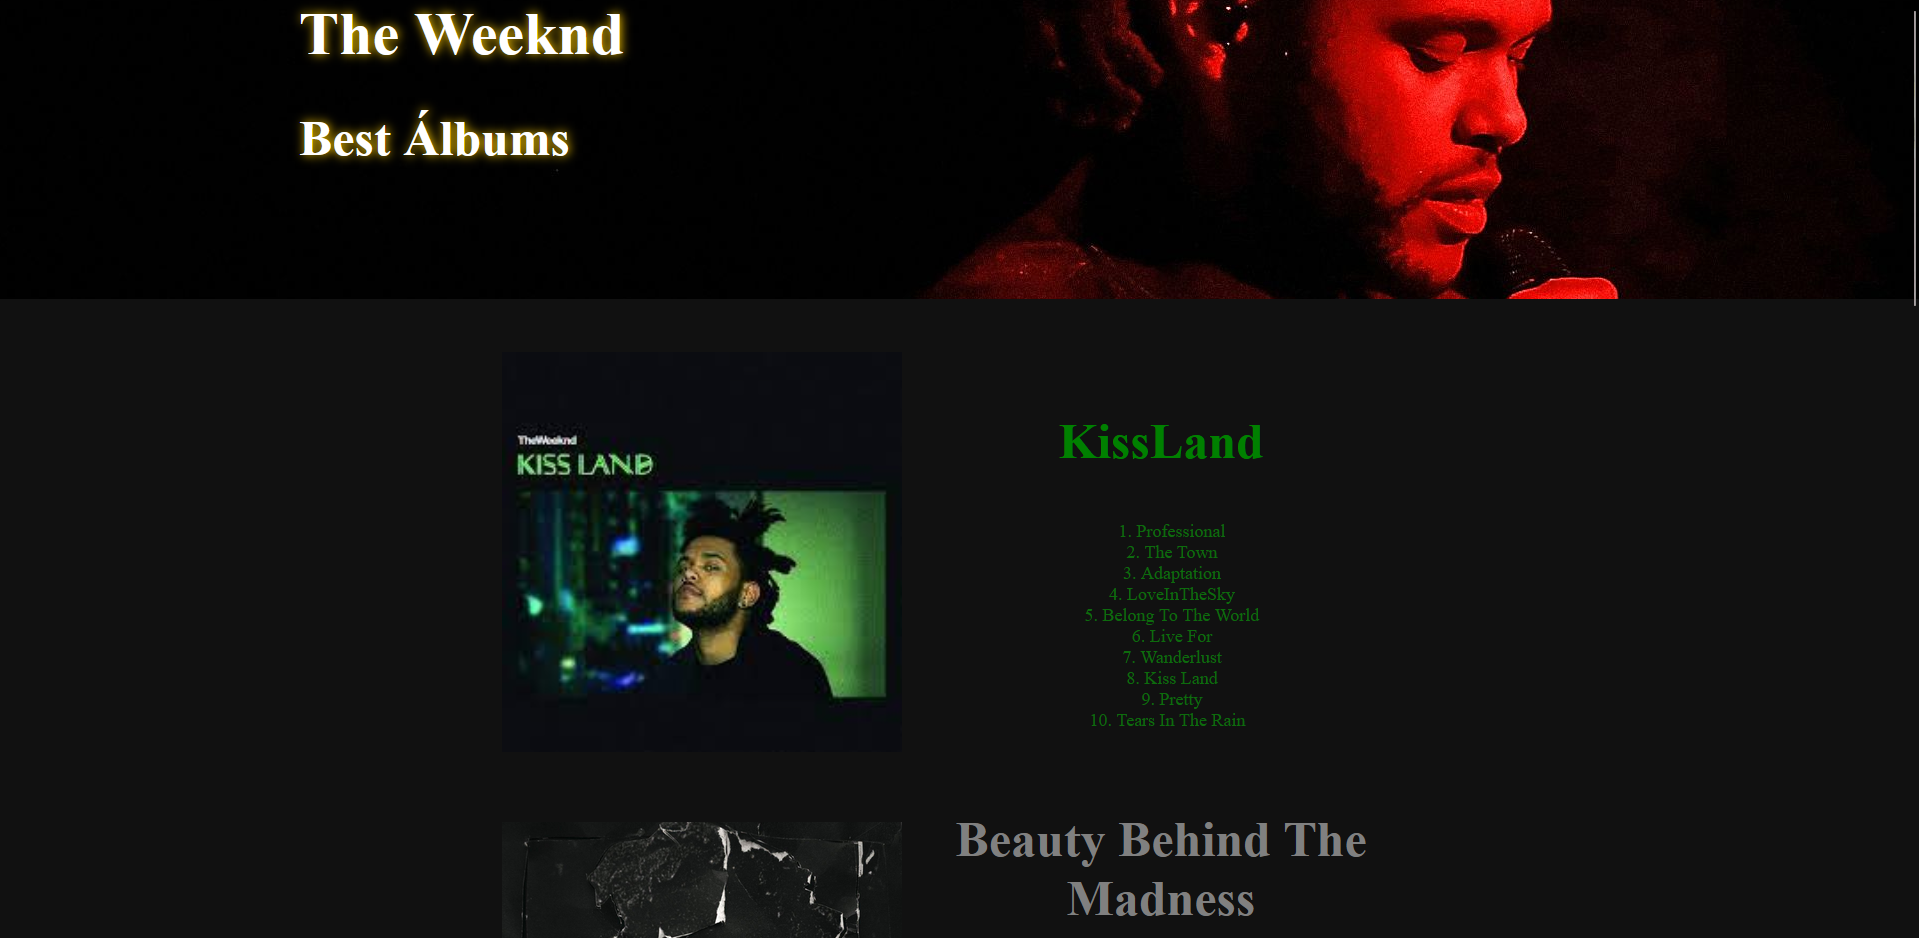 The Weeknd
Best Álbums
TheWeeknd
KISS LAND
KissLand
1. Professional
2. The Town
3. Adaptation
4. LoveInTheSky
5. Belong To The World
6. Live For
7. Wanderlust
8. Kiss Land
9. Pretty
10. Tears In The Rain
Beauty Behind The
Madness